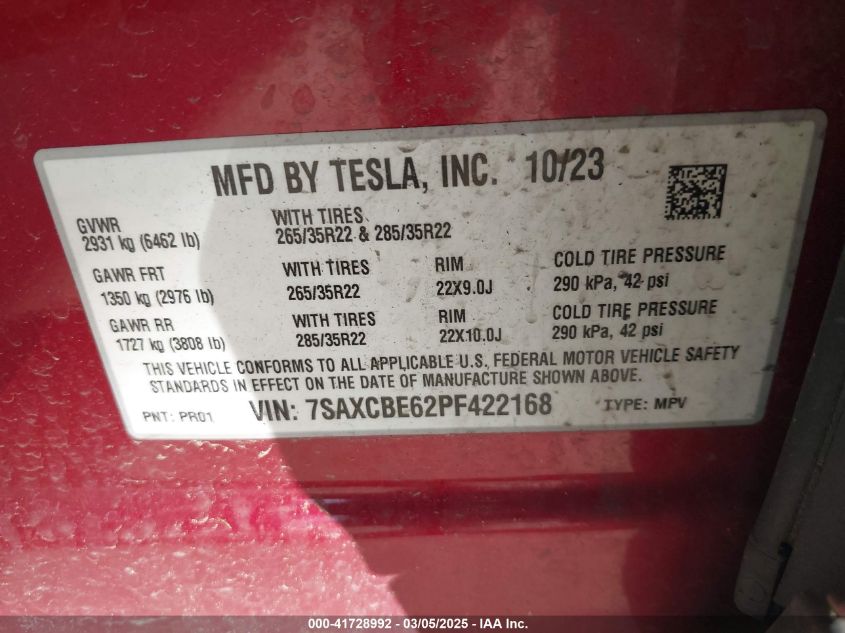 MFD BY TESLA, INC. 10/23
GVWR
2931 kg (6462 lb)
WITH TIRES
265/35R22 & 285/35R22
GAWR FRT
1350 kg (2976 lb)
WITH TIRES
265/35R22
RIM
22X9.0J
COLD TIRE PRESSURE
290 kPa, 42 psi
GAWR RR
1727 kg (3808 lb)
WITH TIRES
285/35R22
RIM
22X10.0J
COLD TIRE PRESSURE
290 kPa, 42 psi
THIS VEHICLE CONFORMS TO ALL APPLICABLE U.S. FEDERAL MOTOR VEHICLE SAFETY
STANDARDS IN EFFECT ON THE DATE OF MANUFACTURE SHOWN ABOVE.
PNT: PR01 VIN: 7SAXCBE62PF422168 TYPE: MPV
000-41728992 - 03/05/2025 - IAA Inc.